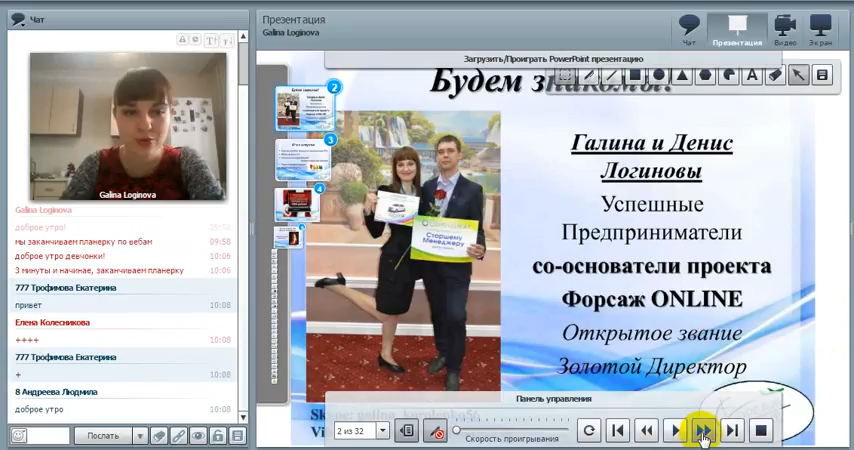 Чат
Galina Loginova
Galina Loginova
доброе утро!
мы заканчиваем планерку по вебам 09:58
доброе утро девчонки! 10:06
3 минуты и начинае, заканчиваем планерку 10:06
777 Трофимова Екатерина
привет 10:08
Елена Колесникова
++++ 10:08
777 Трофимова Екатерина
+ 10:08
8 Андреева Людмила
доброе утро 10:08
Послать
Презентация
Galina Loginova
Чат Презентация Видео Экран
Загрузить/Проиграть PowerPoint презентацию
Будем знакомы!
2
3
4
Старшему
Менеджеру
Галина и Денис
Логиновы
Успешные
Предприниматели
со-основатели проекта
Форсаж ONLINE
Открытое звание
Золотой Директор
Панель управления
2 из 32
Скорость проигрывания